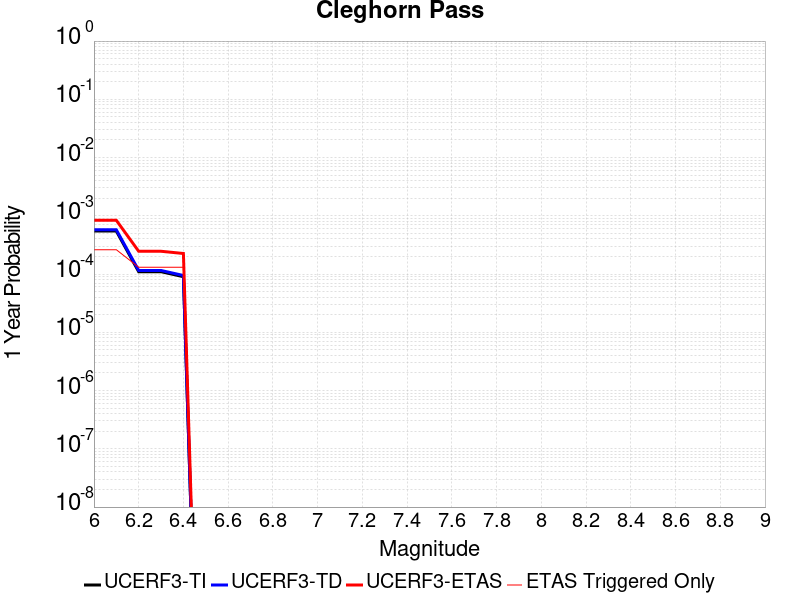 Cleghorn Pass
10 0
10 -1
10 -2
10 -3
10 -4
10 -5
10 -6
10 -7
10 -8
1 Year Probability
6 6.2 6.4 6.6 6.8 7 7.2 7.4 7.6 7.8 8 8.2 8.4 8.6 8.8 9
Magnitude
UCERF3-TI UCERF3-TD UCERF3-ETAS ETAS Triggered Only